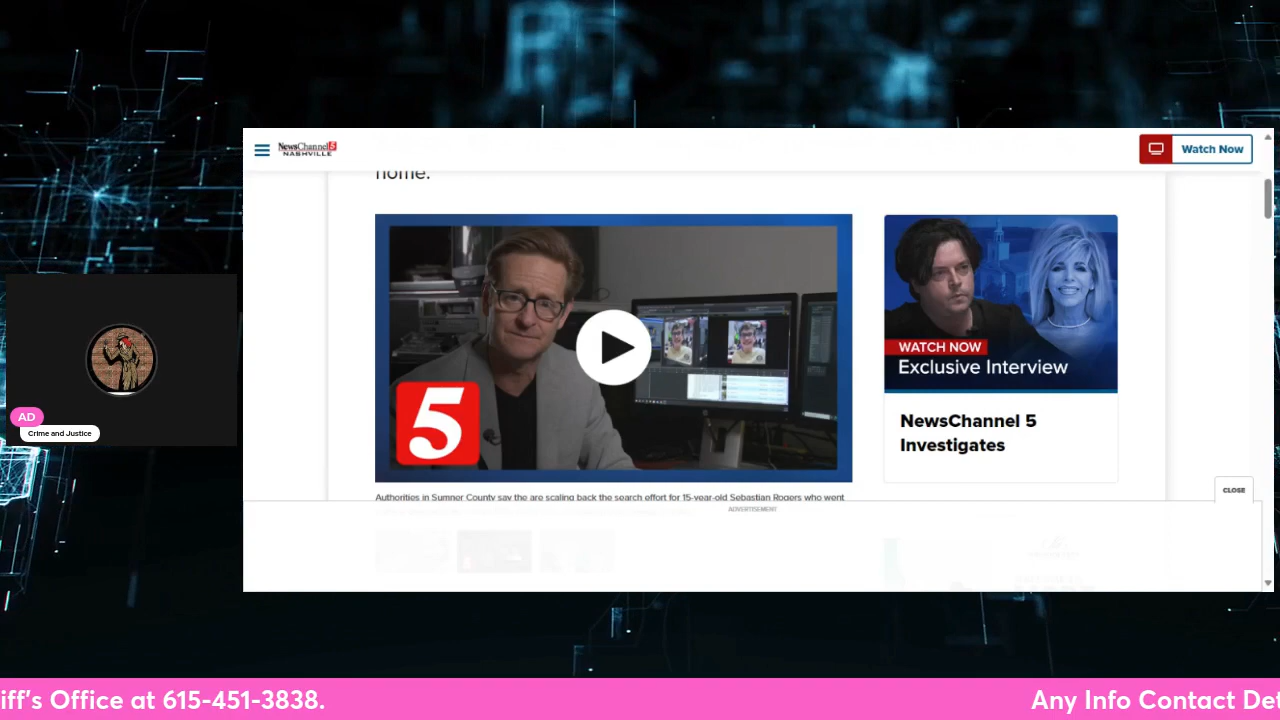 NewsChannel 5
NASHVILLE
Watch Now
home.
5
WATCH NOW
Exclusive Interview
NewsChannel 5
Investigates
Authorities in Sumner County say the are scaling back the search effort for 15-year-old Sebastian Rogers who went
CLOSE
ADVERTISEMENT
AD
Crime and Justice
iff's Office at 615-451-3838.
Any Info Contact Det